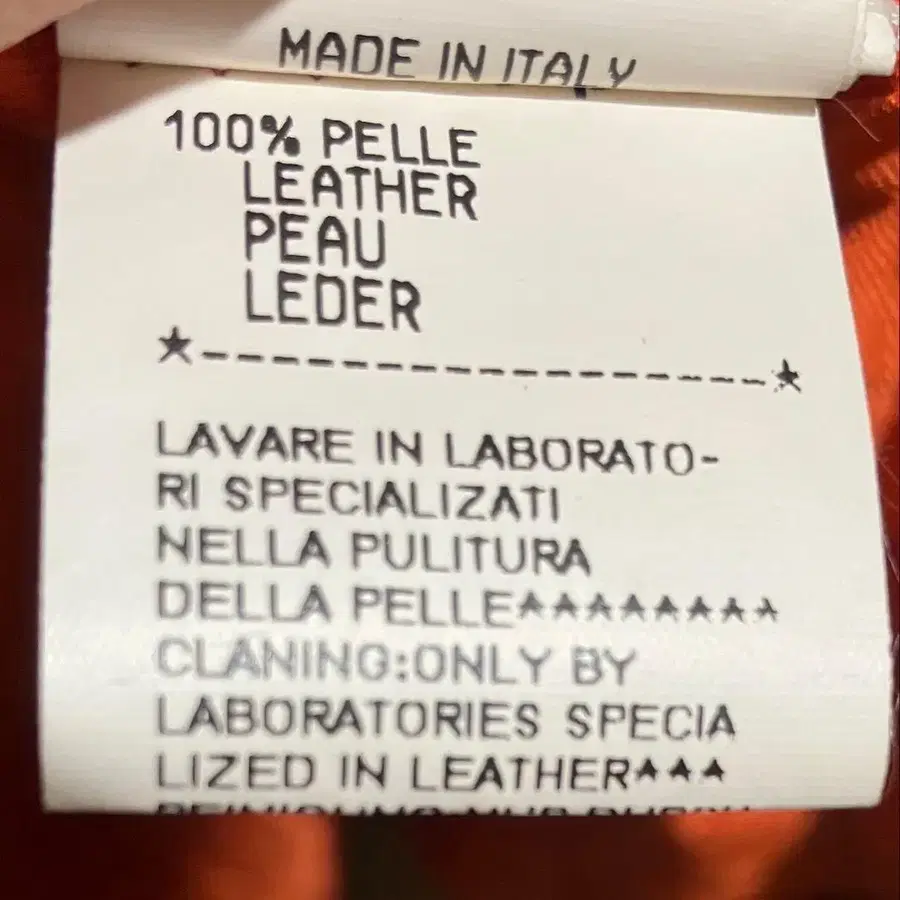 MADE IN ITALY
100% PELLE
LEATHER
PEAU
LEDER
★------------------★
LAVARE IN LABORATO-
RI SPECIALIZATI
NELLA PULITURA
DELLA PELLE★★★★★★★★
CLANING:ONLY BY
LABORATORIES SPECIA
LIZED IN LEATHER★★★